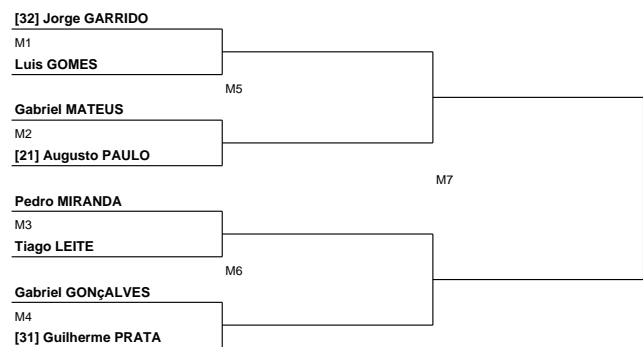 [32] Jorge GARRIDO
M1
Luis GOMES
M5
Gabriel MATEUS
M2
[21] Augusto PAULO
M7
Pedro MIRANDA
M3
Tiago LEITE
M6
Gabriel GONçALVES
M4
[31] Guilherme PRATA